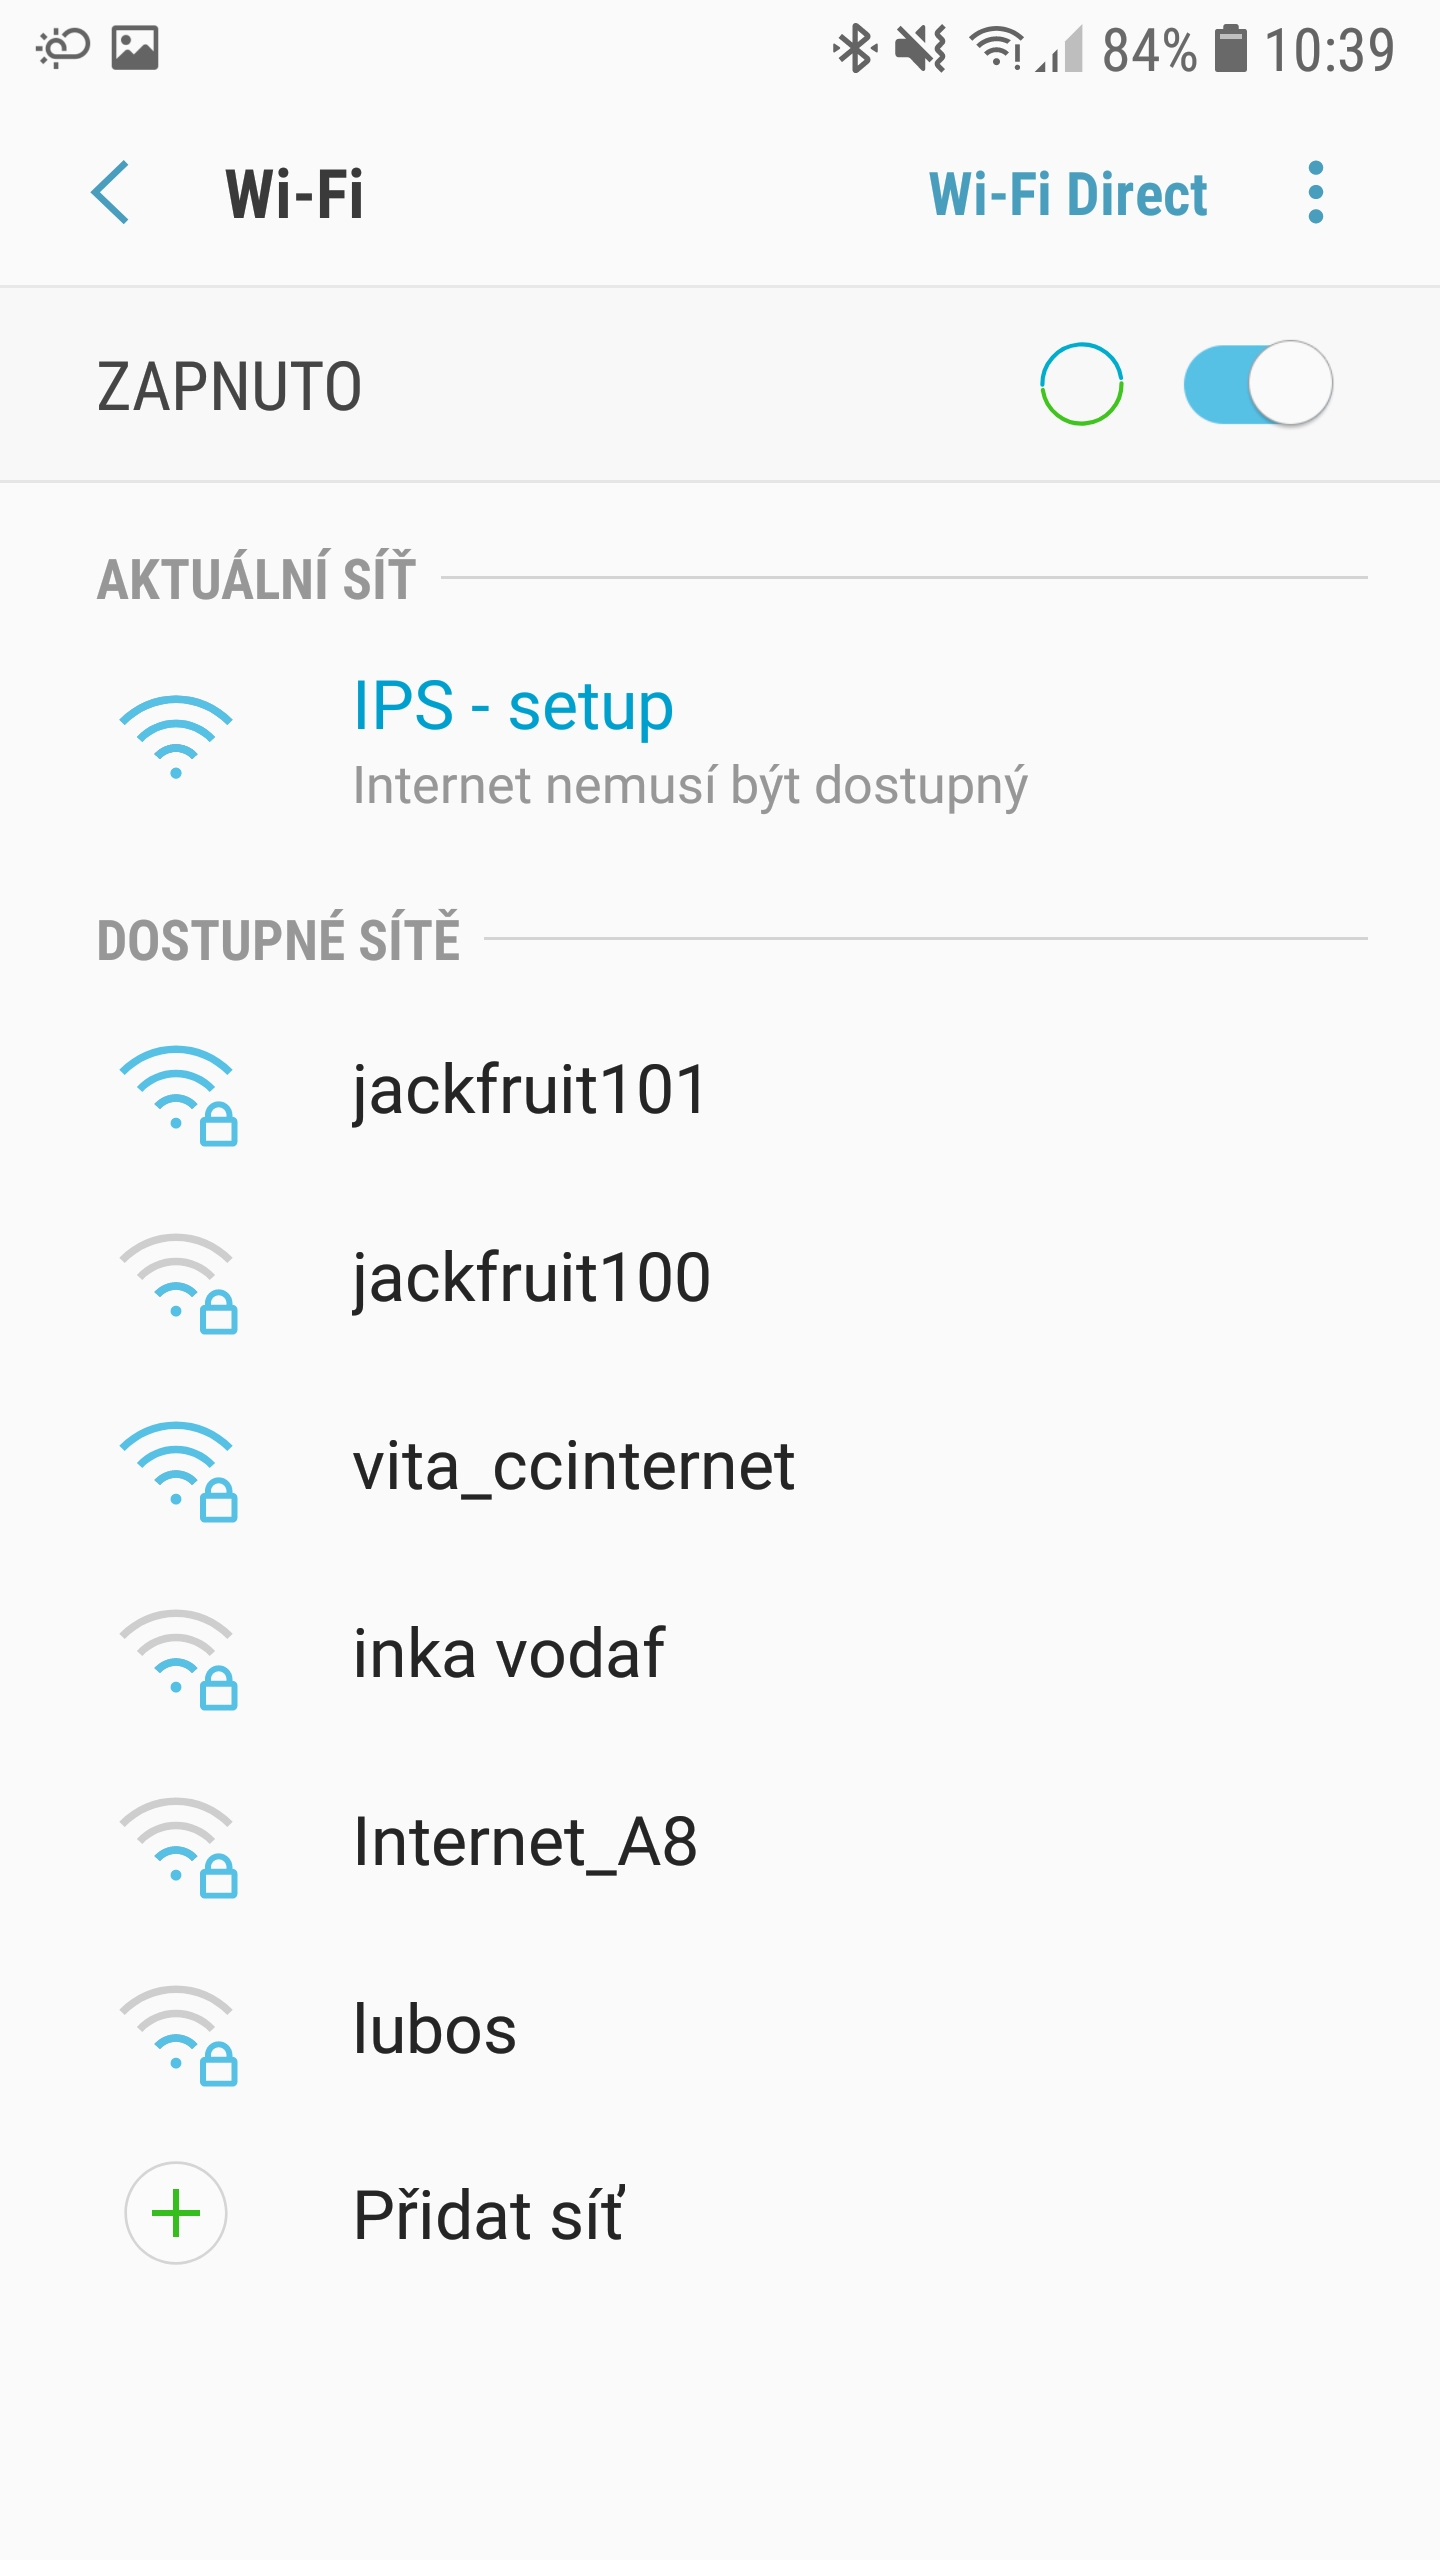 84% 10:39
Wi-Fi Wi-Fi Direct
ZAPNUTO
AKTUÁLNÍ SÍŤ
IPS - setup
Internet nemusí být dostupný
DOSTUPNÉ SÍTĚ
jackfruit101
jackfruit100
vita_ccinternet
inka vodaf
Internet_A8
lubos
Přidat síť